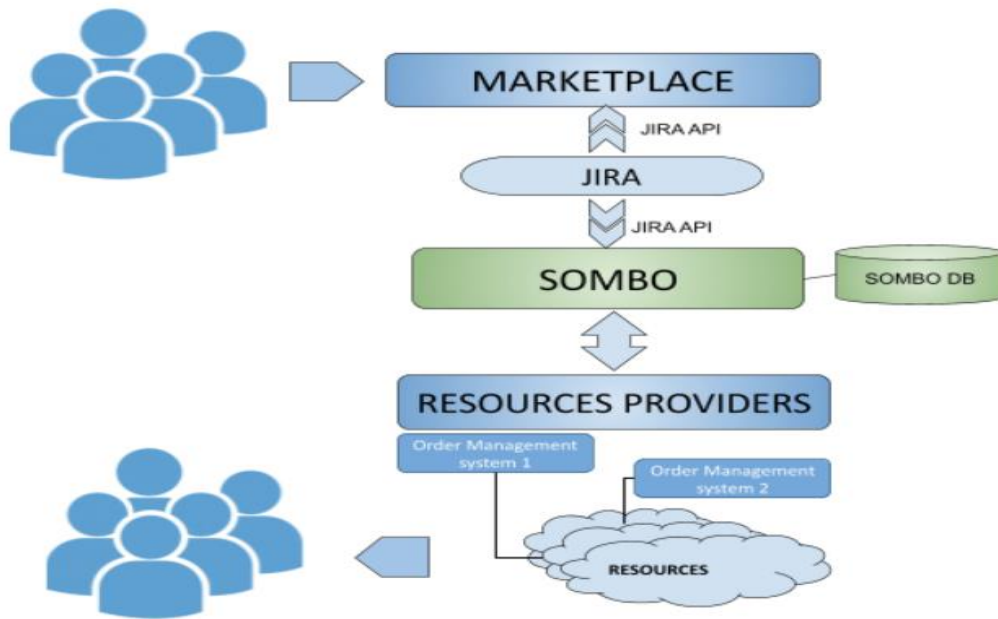 MARKETPLACE
JIRA API
JIRA
JIRA API
SOMBO
SOMBO DB
RESOURCES PROVIDERS
Order Management
system 1
Order Management
system 2
RESOURCES